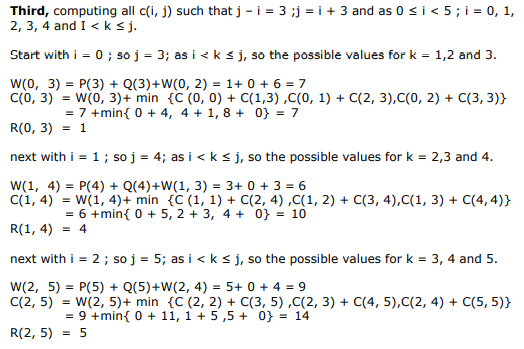 Third, computing all c(i, j) such that j – i = 3 ;j = i + 3 and as 0 ≤ i < 5 ; i = 0, 1,
2, 3, 4 and I < k ≤ j.
Start with i = 0 ; so j = 3; as i < k ≤ j, so the possible values for k = 1,2 and 3.
W(0, 3) = P(3) + Q(3)+W(0, 2) = 1+ 0 + 6 = 7
C(0, 3) = W(0, 3)+ min {C (0, 0) + C(1,3) ,C(0, 1) + C(2, 3),C(0, 2) + C(3,3)}
= 7 +min{ 0 + 4, 4 + 1, 8 + 0} = 7
R(0, 3) = 1
next with i = 1 ; so j = 4; as i < k ≤ j, so the possible values for k = 2,3 and 4.
W(1, 4) = P(4) + Q(4)+W(1, 3) = 3+ 0 + 3 = 6
C(1, 4) = W(1, 4)+ min {C (1, 1) + C(2, 4) ,C(1, 2) + C(3, 4),C(1, 3) + C(4,4)}
= 6 +min{ 0 + 5, 2 + 3, 4 + 0} = 10
R(1, 4) = 4
next with i = 2 ; so j = 5; as i < k ≤ j, so the possible values for k = 3, 4 and 5.
W(2, 5) = P(5) + Q(5)+W(2, 4) = 5+ 0 + 4 = 9
C(2, 5) = W(2, 5)+ min {C (2, 2) + C(3, 5) ,C(2, 3) + C(4, 5),C(2, 4) + C(5, 5)}
= 9 +min{ 0 + 11, 1 + 5 ,5 + 0} = 14
R(2, 5) = 5